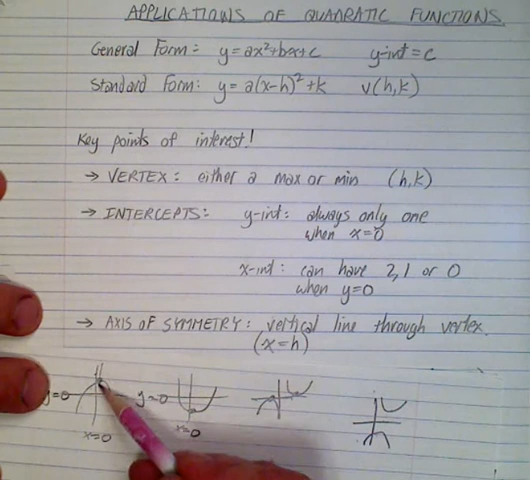 APPLICATIONS OF QUADRATIC FUNCTIONS
General Form: y=ax²+bx+c y-int=c
Standard Form: y=a(x-h)²+k V(h,k)
Key points of interest!
→ VERTEX: either a max or min (h,k)
→ INTERCEPTS: y-int: always only one
when x=0
x-int: can have 2, 1 or 0
when y=0
→ AXIS OF SYMMETRY: vertical line through vertex.
(x=h)
y=0 y=0
x=0 x=0